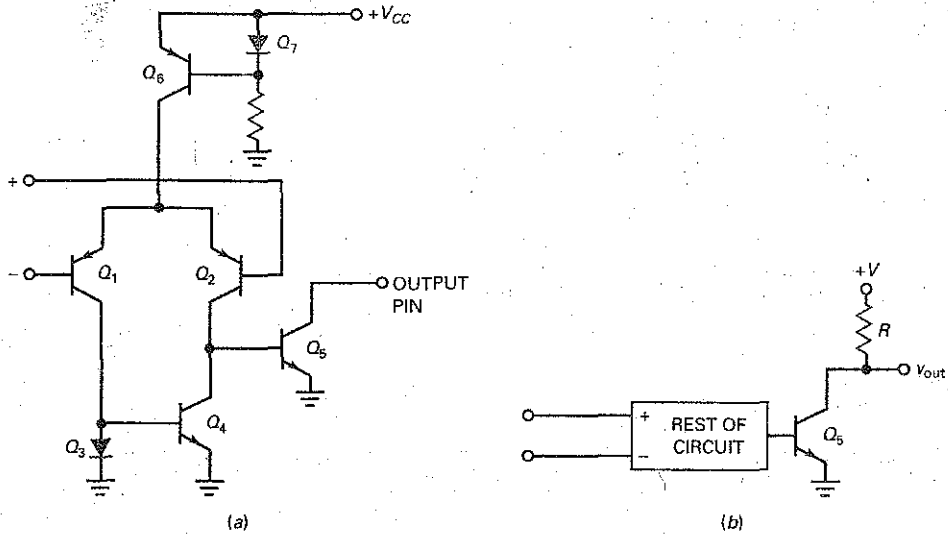 +V_CC
Q_7
Q_6
+
−
Q_1
Q_2
OUTPUT
PIN
Q_5
Q_4
Q_3
(a)
+V
R
v_out
+
−
REST OF
CIRCUIT
Q_5
(b)